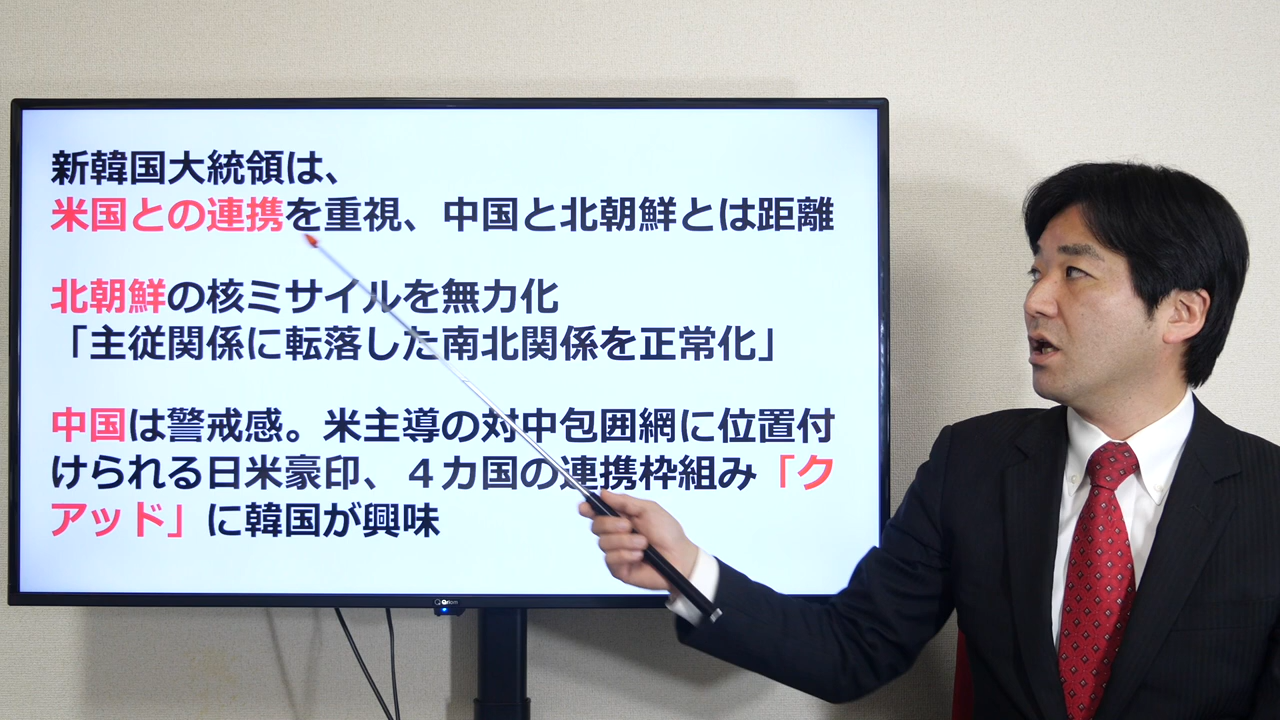 新韓国大統領は、
米国との連携を重視、中国と北朝鮮とは距離
北朝鮮の核ミサイルを無力化
「主従関係に転落した南北関係を正常化」
中国は警戒感。米主導の対中包囲網に位置付
けられる日米豪印、４カ国の連携枠組み「ク
アッド」に韓国が興味
Qriom